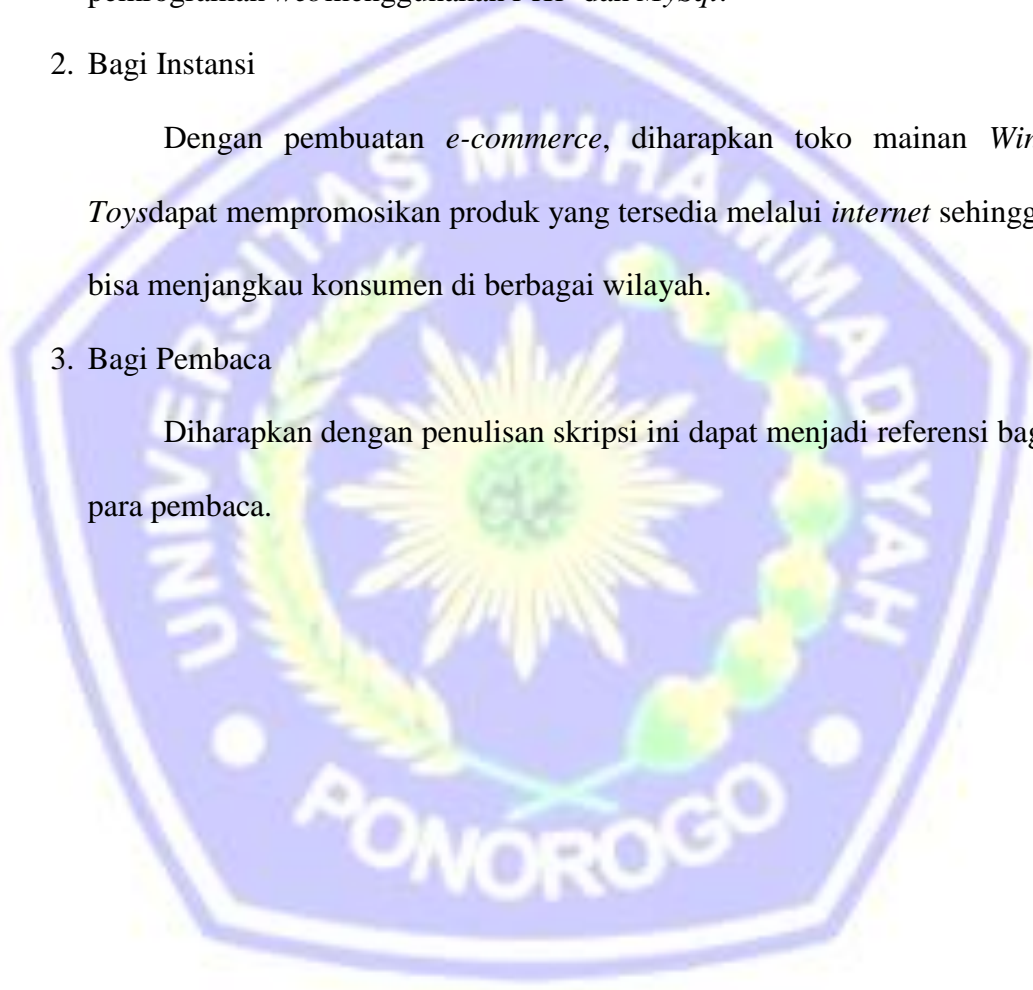 2. Bagi Instansi
Dengan pembuatan e-commerce, diharapkan toko mainan
Toysdapat mempromosikan produk yang tersedia melalui internet
bisa menjangkau konsumen di berbagai wilayah.
3. Bagi Pembaca
Diharapkan dengan penulisan skripsi ini dapat menjadi referensi
para pembaca.
UNIVERSITAS MUHAMMADIYAH
PONOROGO